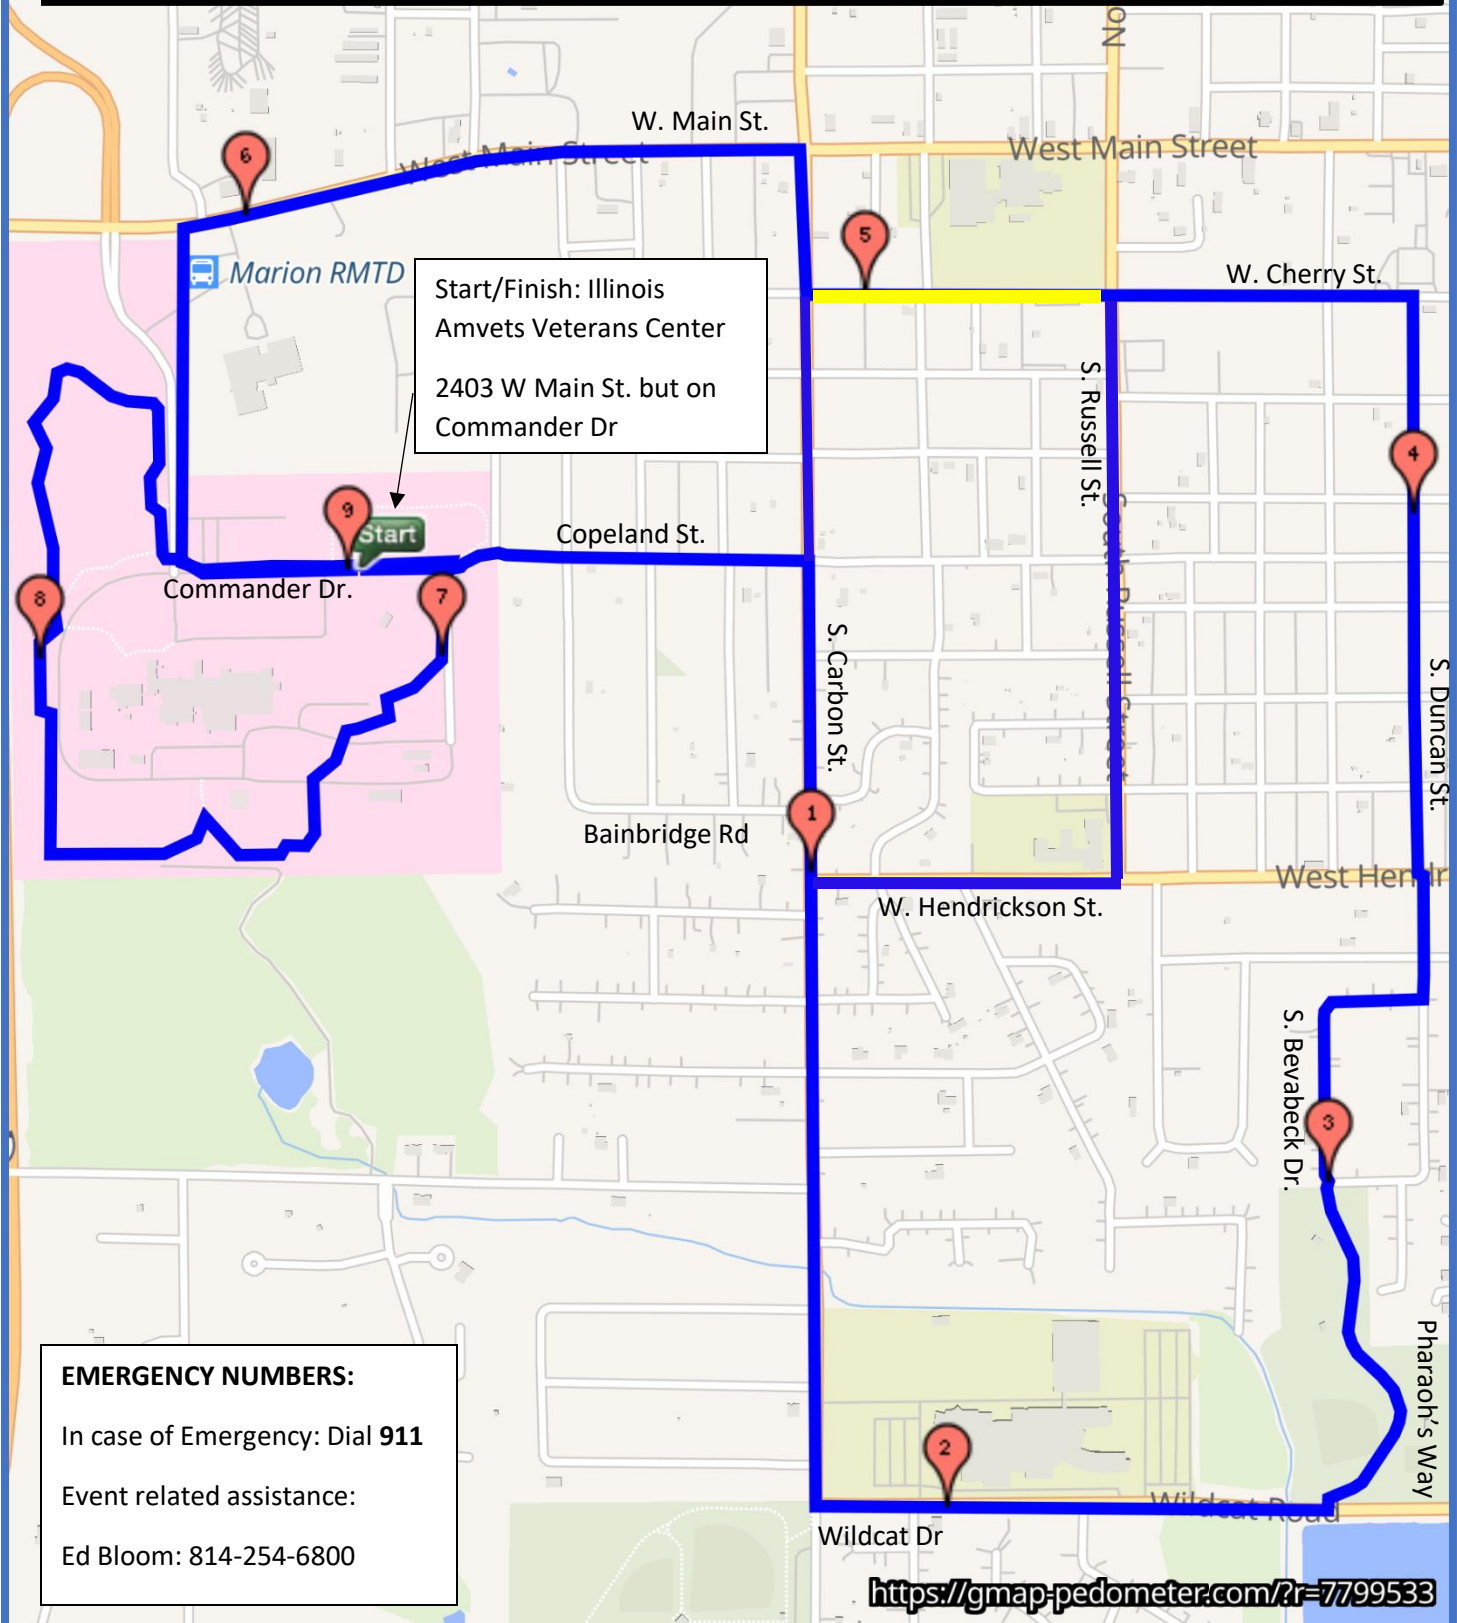 ON
W. Main St.
West Main Street
West Main Street
6
5
W. Cherry St.
Marion RMTD
Start/Finish: Illinois
Amvets Veterans Center
2403 W Main St. but on
Commander Dr
S. Russell St.
4
9
Start
Copeland St.
South Russell Street
Commander Dr.
8
7
S. Carbon St.
S. Duncan St.
1
Bainbridge Rd
West Hendr
W. Hendrickson St.
S. Bevabeck Dr.
3
Pharaoh's Way
EMERGENCY NUMBERS:
In case of Emergency: Dial 911
Event related assistance:
Ed Bloom: 814-254-6800
2
Wildcat Road
Wildcat Dr
https://gmap-pedometer.com/?r=7799533